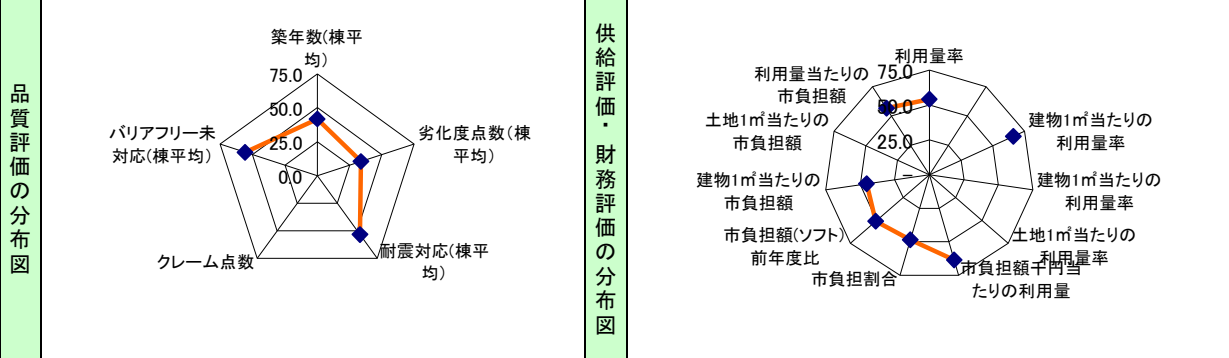 品質評価の分布図
築年数(棟平
均)
75.0
50.0
25.0
0.0
劣化度点数(棟
平均)
耐震対応(棟平
均)
クレーム点数
バリアフリー未
対応(棟平均)
供給評価・財務評価の分布図
利用量率
75.0
50.0
25.0
－
建物1㎡当たりの
利用量率
建物1㎡当たりの
利用量率
土地1㎡当たりの
利用量率
市負担額千円当
たりの利用量
市負担割合
市負担額(ソフト)
前年度比
建物1㎡当たりの
市負担額
土地1㎡当たりの
市負担額
利用量当たりの
市負担額